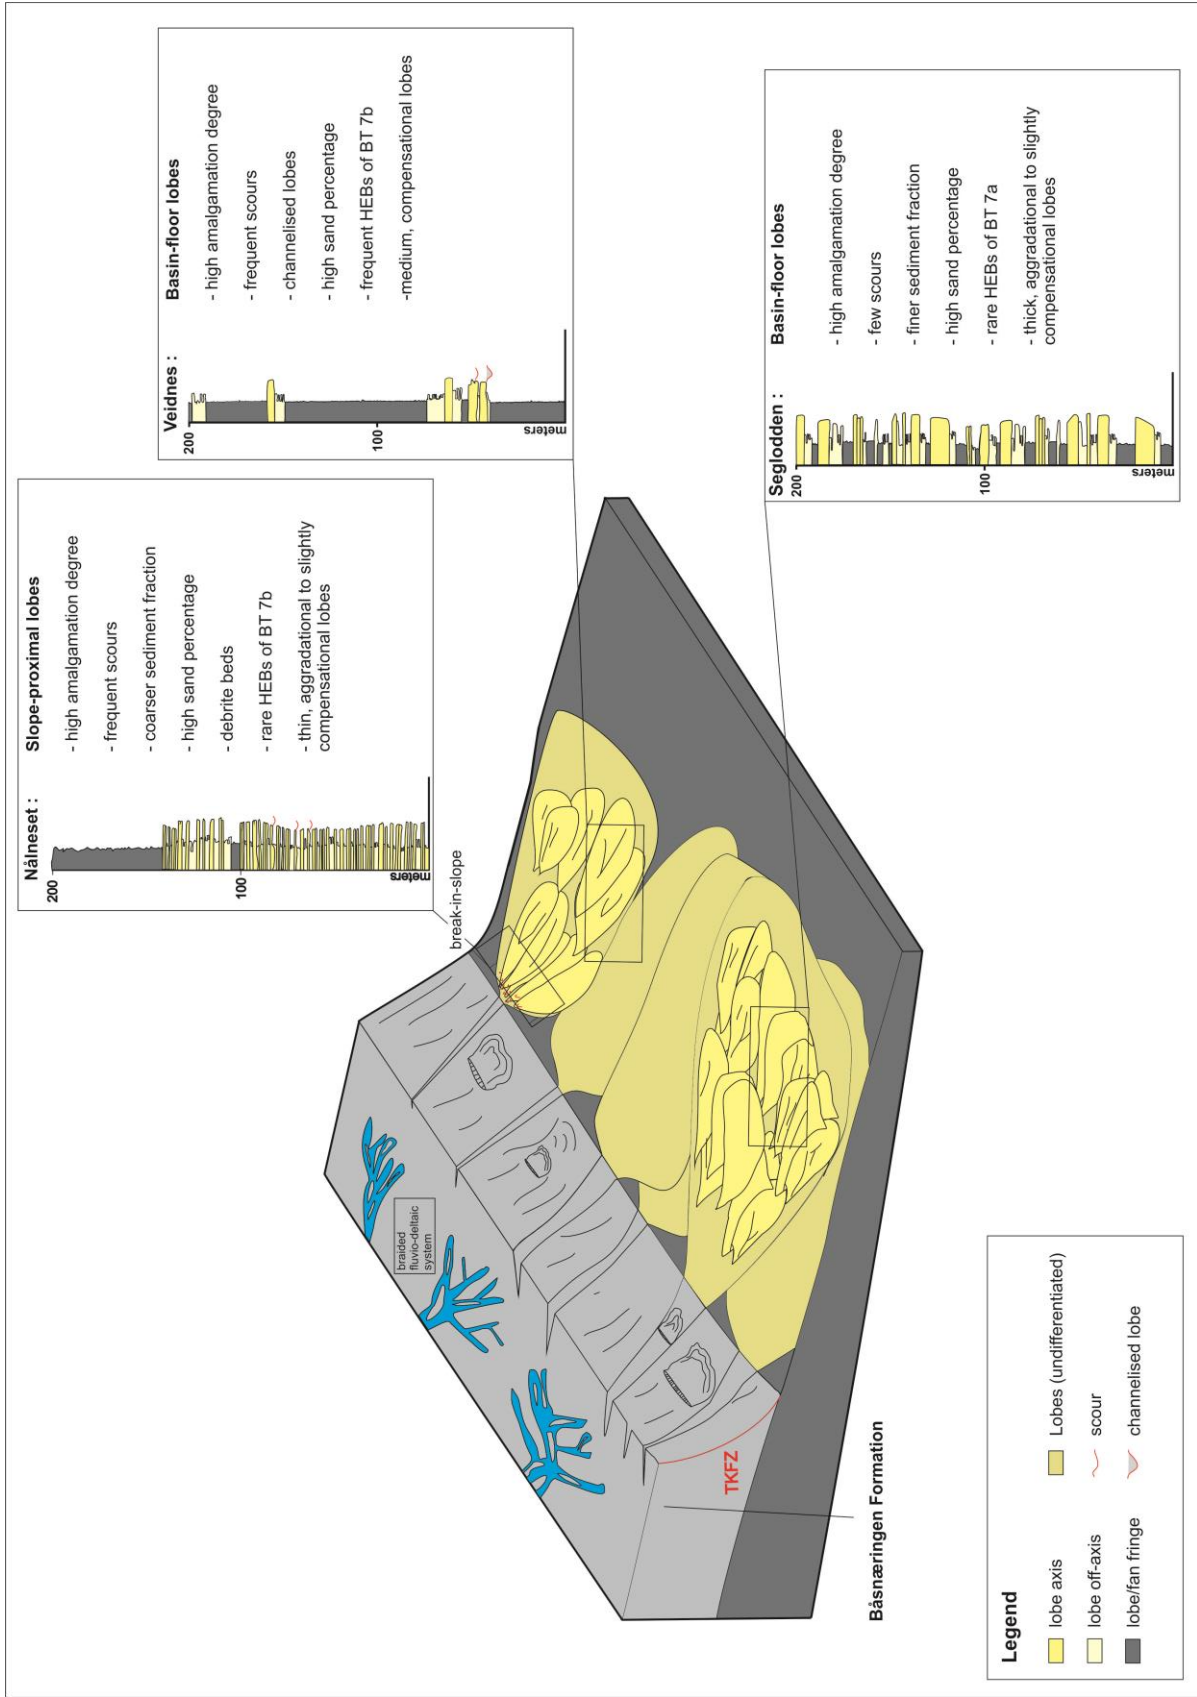 Nålneset :
Slope-proximal lobes
- high amalgamation degree
- frequent scours
- coarser sediment fraction
- high sand percentage
- debrite beds
- rare HEBs of BT 7b
- thin, aggradational to slightly
compensational lobes
200
100
meters
Veidnes :
Basin-floor lobes
- high amalgamation degree
- frequent scours
- channelised lobes
- high sand percentage
- frequent HEBs of BT 7b
-medium, compensational lobes
200
100
meters
break-in-slope
braided
fluvio-deltaic
system
TKFZ
Båsnæringen Formation
Seglodden :
Basin-floor lobes
- high amalgamation degree
- few scours
- finer sediment fraction
- high sand percentage
- rare HEBs of BT 7a
- thick, aggradational to slightly
compensational lobes
200
100
meters
Legend
lobe axis
lobe off-axis
lobe/fan fringe
Lobes (undifferentiated)
scour
channelised lobe